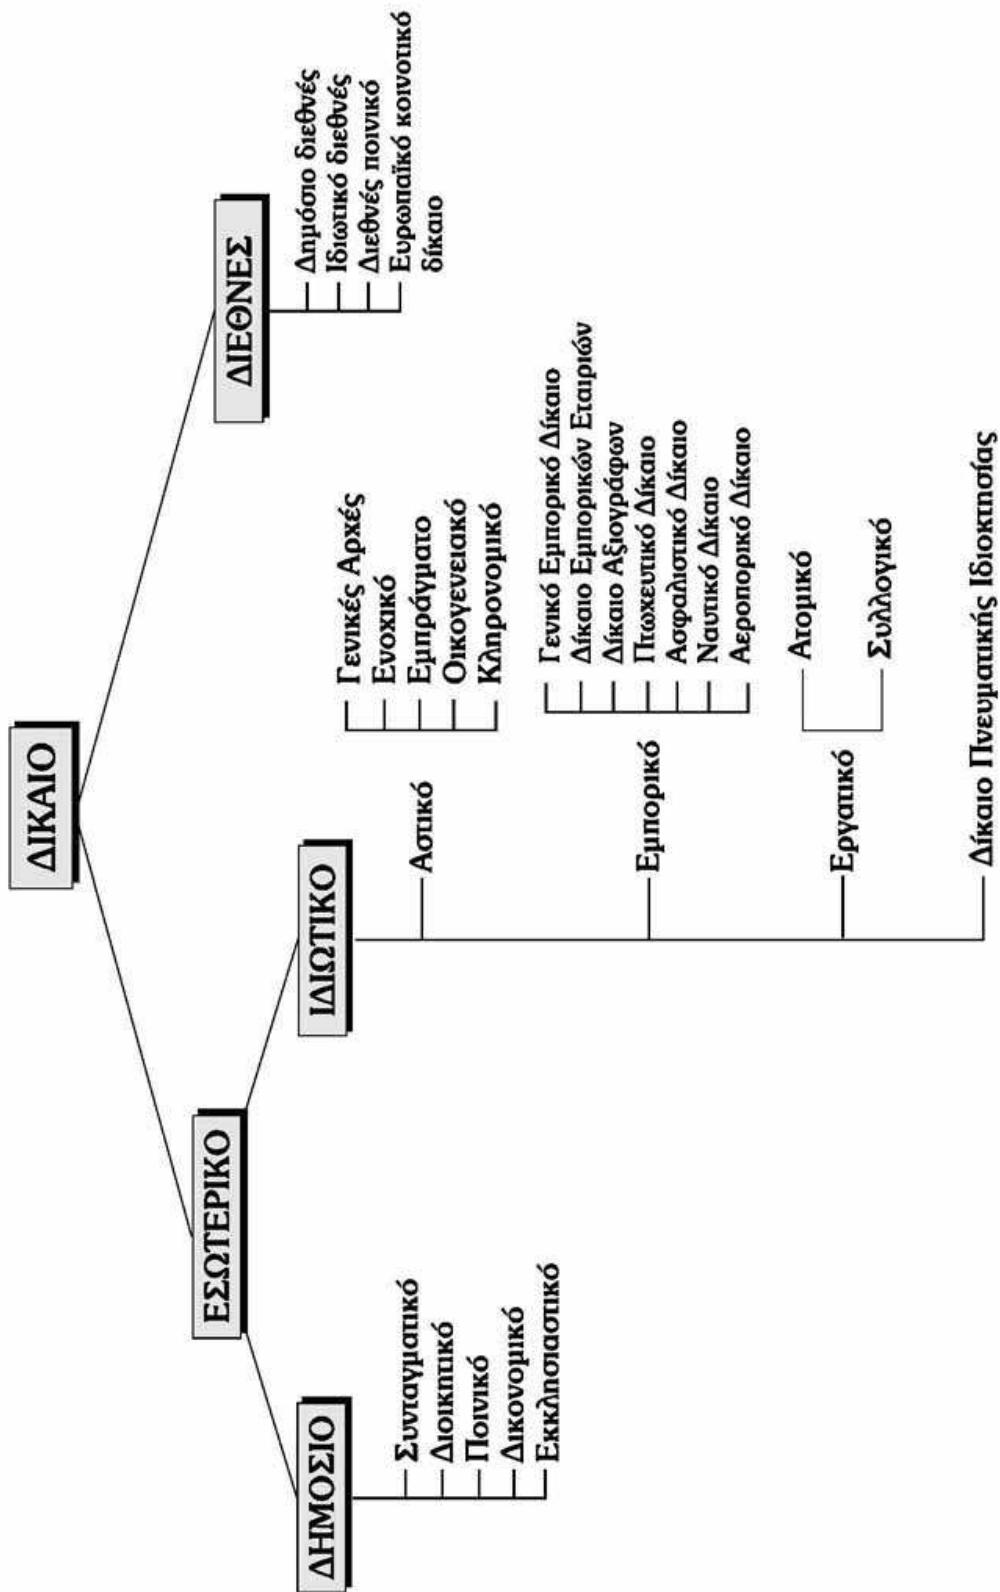 ΔΙΚΑΙΟ
ΕΣΩΤΕΡΙΚΟ
ΔΙΕΘΝΕΣ
ΔΗΜΟΣΙΟ
ΙΔΙΩΤΙΚΟ
Συνταγματικό
Διοικητικό
Ποινικό
Δικονομικό
Εκκλησιαστικό
Αστικό
Γενικές Αρχές
Ενοχικό
Εμπράγματο
Οικογενειακό
Κληρονομικό
Εμπορικό
Γενικό Εμπορικό Δίκαιο
Δίκαιο Εμπορικών Εταιριών
Δίκαιο Αξιογράφων
Πτωχευτικό Δίκαιο
Ασφαλιστικό Δίκαιο
Ναυτικό Δίκαιο
Αεροπορικό Δίκαιο
Εργατικό
Ατομικό
Συλλογικό
Δίκαιο Πνευματικής Ιδιοκτησίας
Δημόσιο διεθνές
Ιδιωτικό διεθνές
Διεθνές ποινικό
Ευρωπαϊκό κοινοτικό
δίκαιο